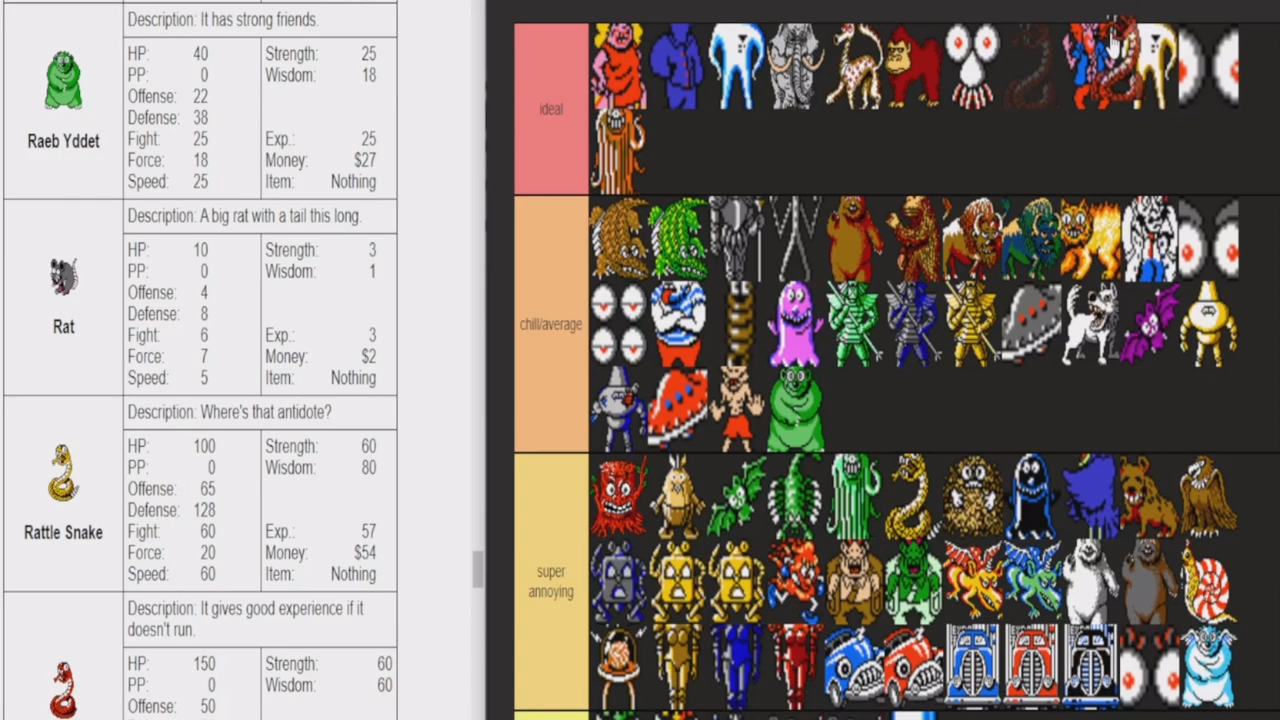 Description: It has strong friends.
HP: 40 Strength: 25
PP: 0 Wisdom: 18
Offense: 22
Defense: 38
Fight: 25 Exp.: 25
Force: 18 Money: $27
Speed: 25 Item: Nothing
Raeb Yddet
Description: A big rat with a tail this long.
HP: 10 Strength: 3
PP: 0 Wisdom: 1
Offense: 4
Defense: 8
Fight: 6 Exp.: 3
Force: 7 Money: $2
Speed: 5 Item: Nothing
Rat
Description: Where's that antidote?
HP: 100 Strength: 60
PP: 0 Wisdom: 80
Offense: 65
Defense: 128
Fight: 60 Exp.: 57
Force: 20 Money: $54
Speed: 60 Item: Nothing
Rattle Snake
Description: It gives good experience if it
doesn't run.
HP: 150 Strength: 60
PP: 0 Wisdom: 60
Offense: 50
ideal
chill/average
super
annoying